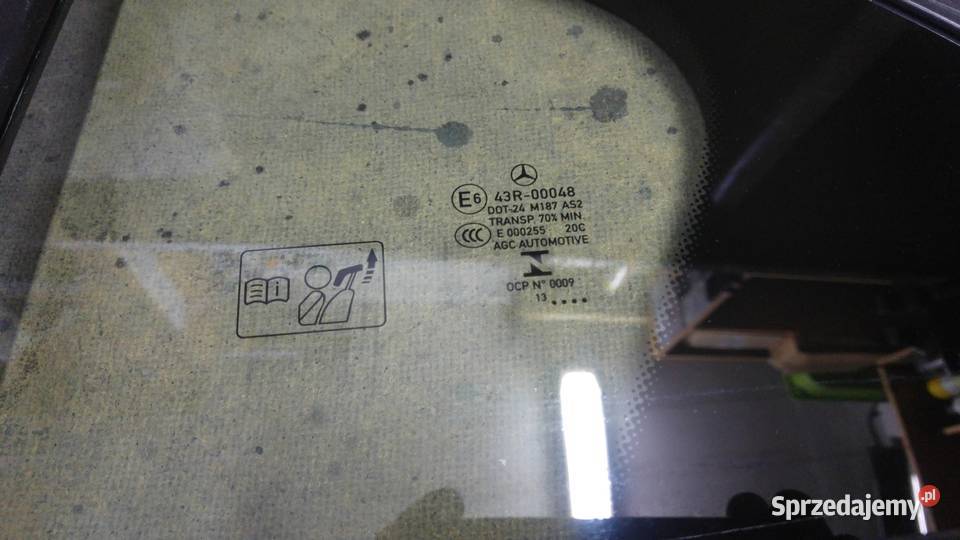 E6 43R-00048
DOT-24 M187 AS2
TRANSP. 70% MIN.
CCC E 000255 20C
AGC AUTOMOTIVE
OCP N° 0009
13 ....
i
Sprzedajemy.pl